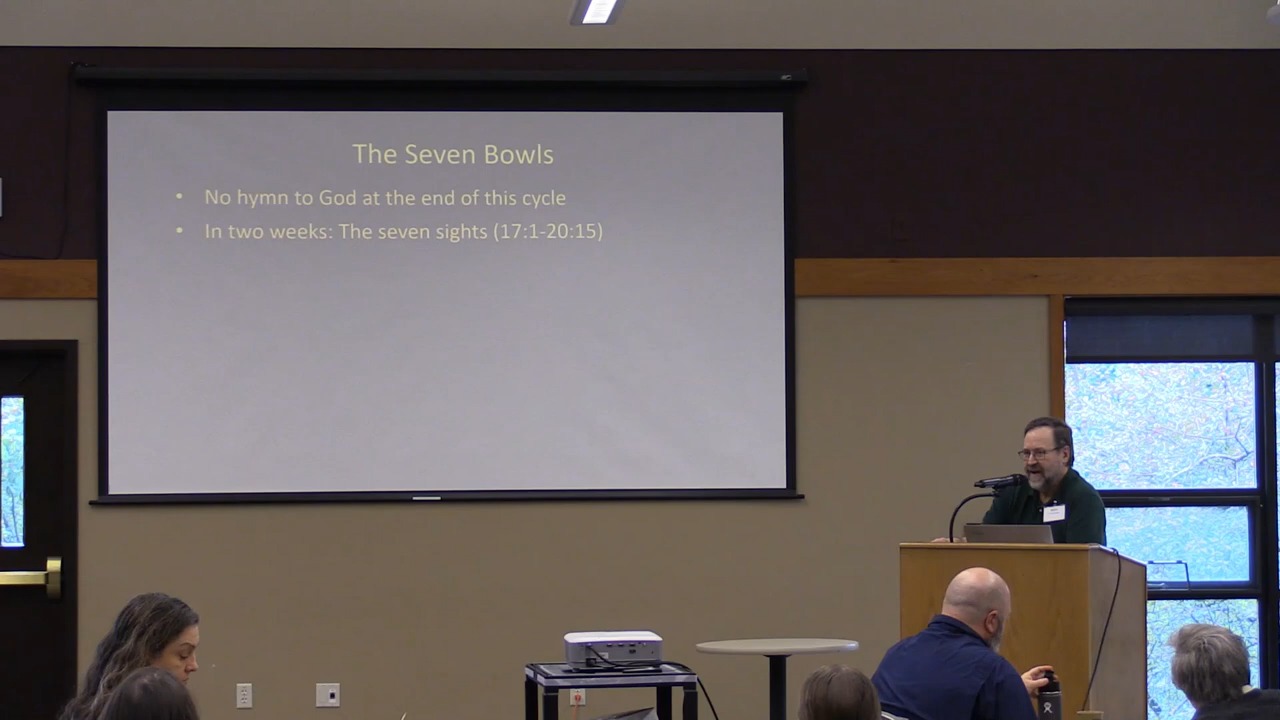 The Seven Bowls
• No hymn to God at the end of this cycle
• In two weeks: The seven sights (17:1-20:15)